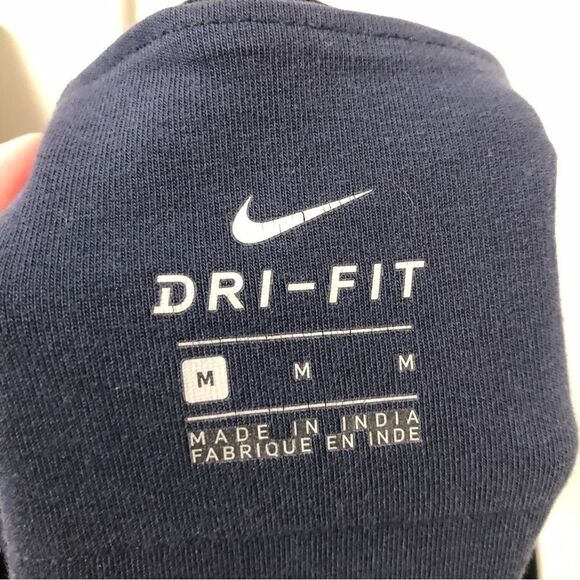 DRI-FIT
M M M
MADE IN INDIA
FABRIQUE EN INDE